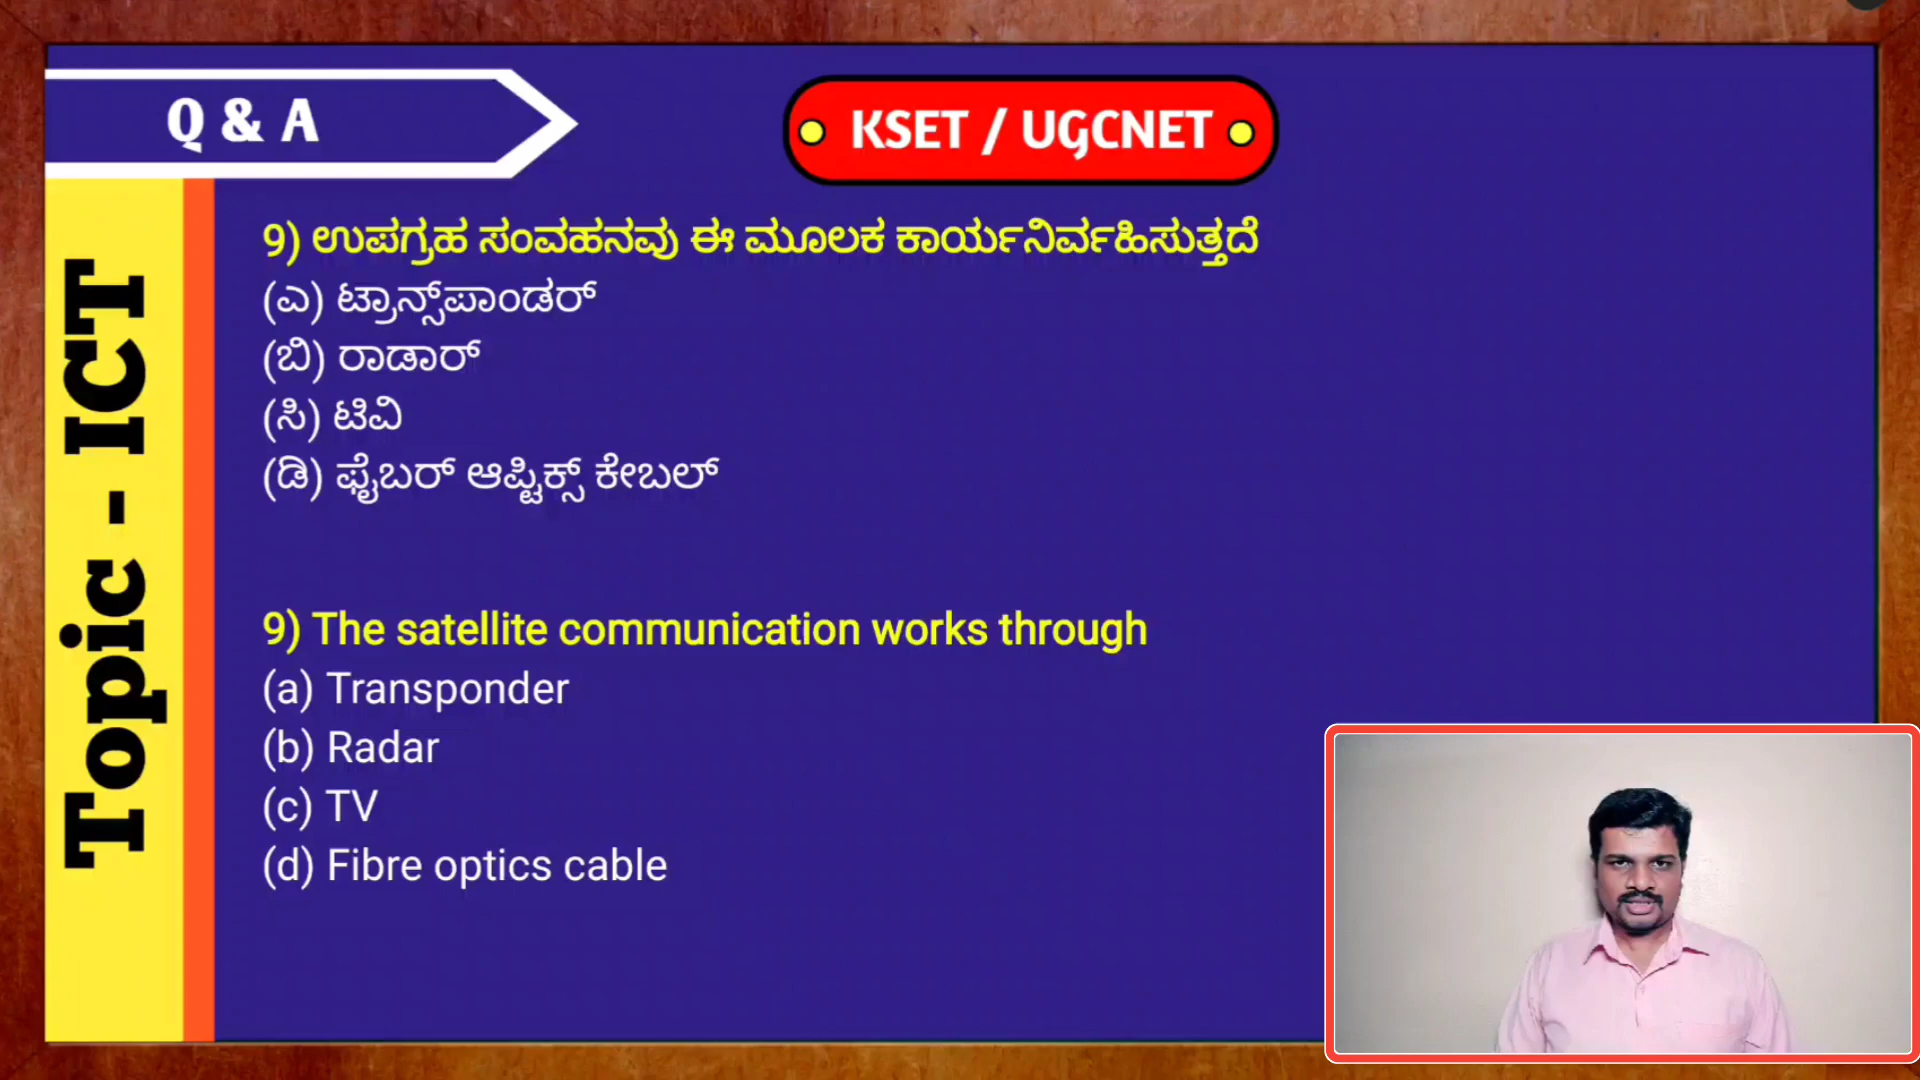 Q & A
KSET / UGCNET
Topic - ICT
9) ಉಪಗ್ರಹ ಸಂವಹನವು ಈ ಮೂಲಕ ಕಾರ್ಯನಿರ್ವಹಿಸುತ್ತದೆ
(ಎ) ಟ್ರಾನ್ಸ್‌ಪಾಂಡರ್
(ಬಿ) ರಾಡಾರ್
(ಸಿ) ಟಿವಿ
(ಡಿ) ಫೈಬರ್ ಆಪ್ಟಿಕ್ಸ್ ಕೇಬಲ್
9) The satellite communication works through
(a) Transponder
(b) Radar
(c) TV
(d) Fibre optics cable